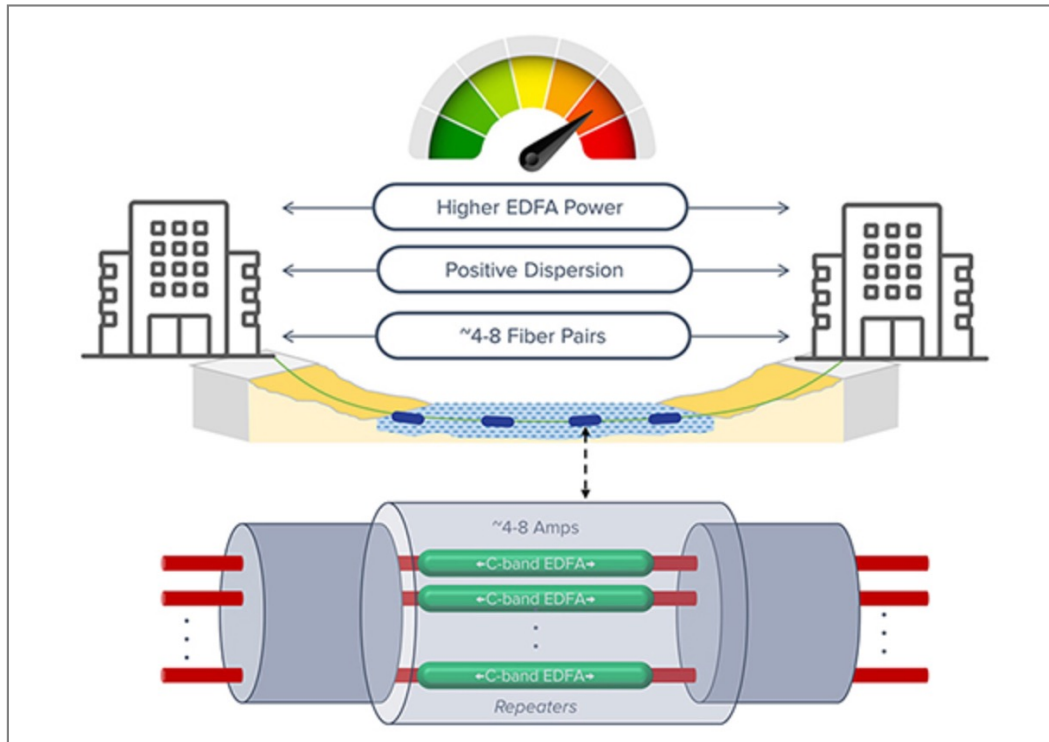 Higher EDFA Power
Positive Dispersion
~4-8 Fiber Pairs
~4-8 Amps
C-band EDFA
C-band EDFA
C-band EDFA
Repeaters